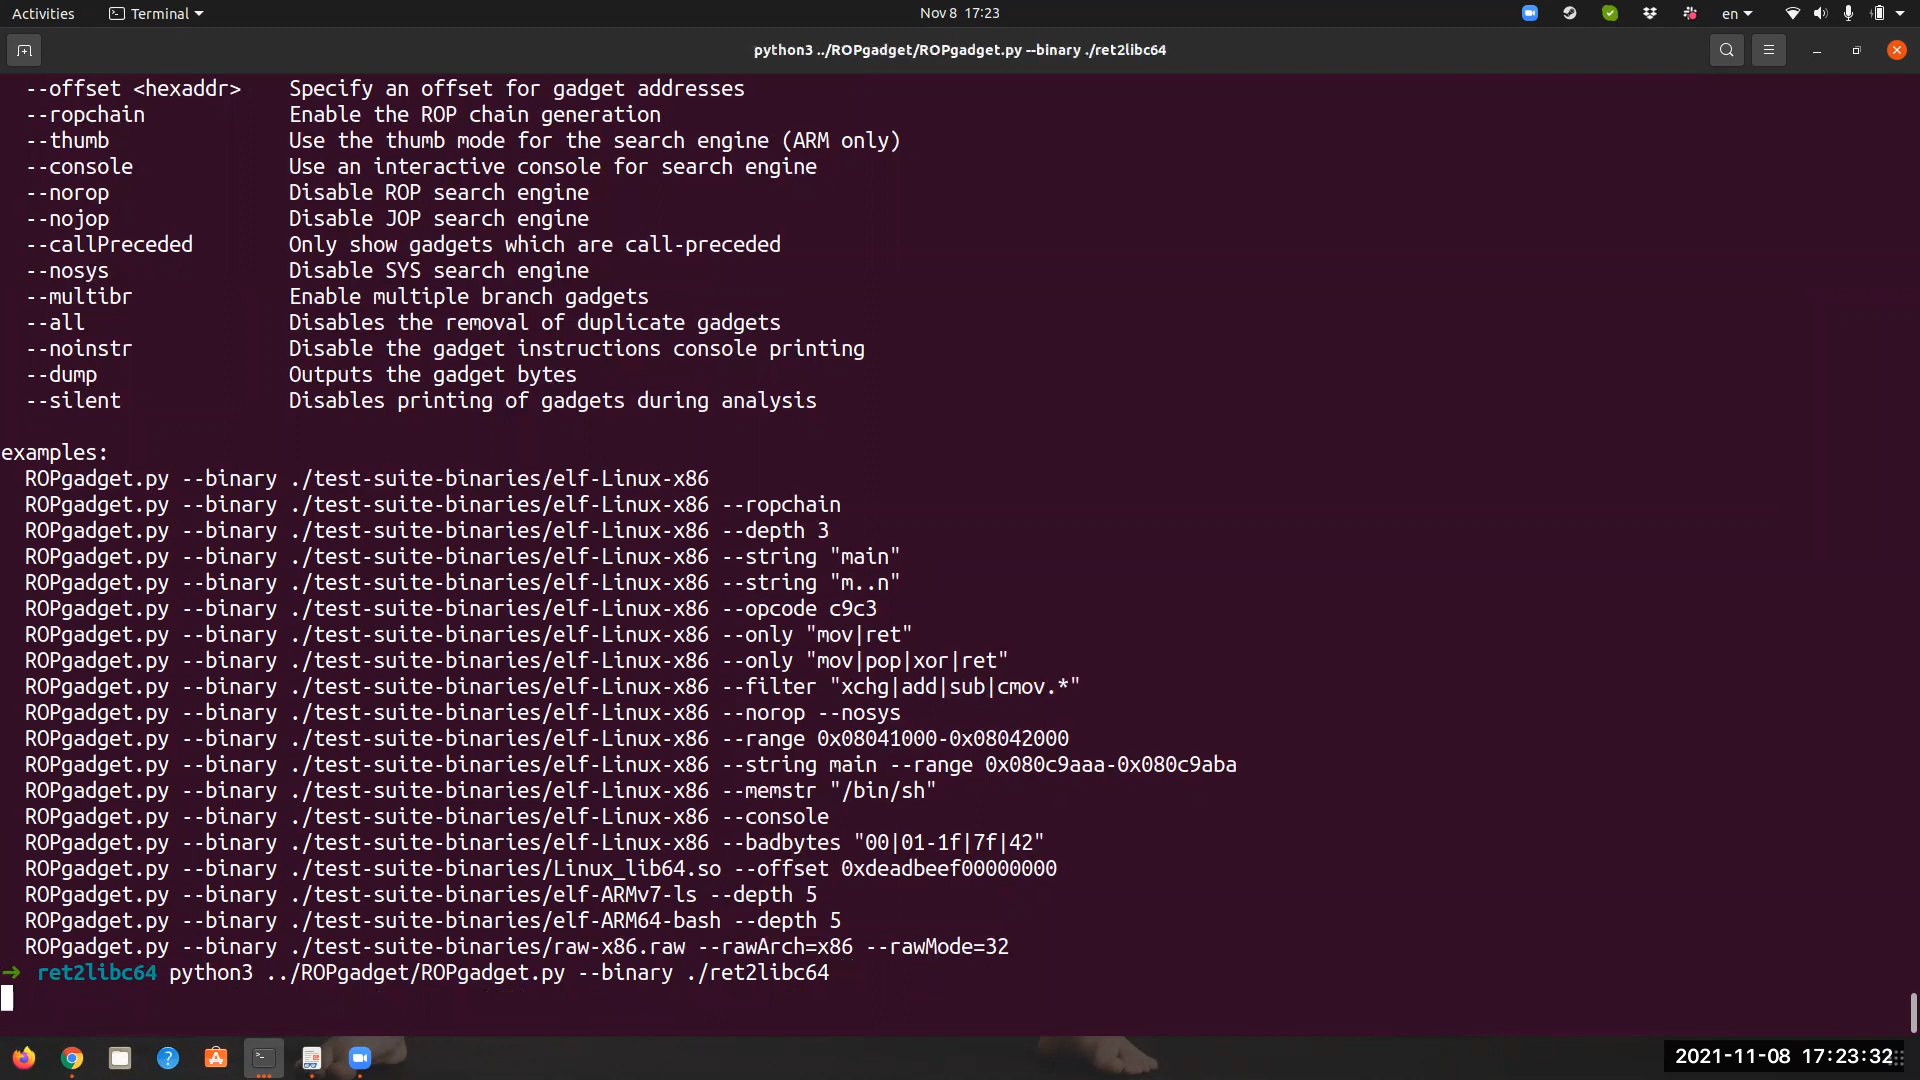 Activities Terminal Nov 8 17:23 en
python3 ../ROPgadget/ROPgadget.py --binary ./ret2libc64
--offset <hexaddr> Specify an offset for gadget addresses
--ropchain Enable the ROP chain generation
--thumb Use the thumb mode for the search engine (ARM only)
--console Use an interactive console for search engine
--norop Disable ROP search engine
--nojop Disable JOP search engine
--callPreceded Only show gadgets which are call-preceded
--nosys Disable SYS search engine
--multibr Enable multiple branch gadgets
--all Disables the removal of duplicate gadgets
--noinstr Disable the gadget instructions console printing
--dump Outputs the gadget bytes
--silent Disables printing of gadgets during analysis
examples:
ROPgadget.py --binary ./test-suite-binaries/elf-Linux-x86
ROPgadget.py --binary ./test-suite-binaries/elf-Linux-x86 --ropchain
ROPgadget.py --binary ./test-suite-binaries/elf-Linux-x86 --depth 3
ROPgadget.py --binary ./test-suite-binaries/elf-Linux-x86 --string "main"
ROPgadget.py --binary ./test-suite-binaries/elf-Linux-x86 --string "m..n"
ROPgadget.py --binary ./test-suite-binaries/elf-Linux-x86 --opcode c9c3
ROPgadget.py --binary ./test-suite-binaries/elf-Linux-x86 --only "mov|ret"
ROPgadget.py --binary ./test-suite-binaries/elf-Linux-x86 --only "mov|pop|xor|ret"
ROPgadget.py --binary ./test-suite-binaries/elf-Linux-x86 --filter "xchg|add|sub|cmov.*"
ROPgadget.py --binary ./test-suite-binaries/elf-Linux-x86 --norop --nosys
ROPgadget.py --binary ./test-suite-binaries/elf-Linux-x86 --range 0x08041000-0x08042000
ROPgadget.py --binary ./test-suite-binaries/elf-Linux-x86 --string main --range 0x080c9aaa-0x080c9aba
ROPgadget.py --binary ./test-suite-binaries/elf-Linux-x86 --memstr "/bin/sh"
ROPgadget.py --binary ./test-suite-binaries/elf-Linux-x86 --console
ROPgadget.py --binary ./test-suite-binaries/elf-Linux-x86 --badbytes "00|01-1f|7f|42"
ROPgadget.py --binary ./test-suite-binaries/Linux_lib64.so --offset 0xdeadbeef00000000
ROPgadget.py --binary ./test-suite-binaries/elf-ARMv7-ls --depth 5
ROPgadget.py --binary ./test-suite-binaries/elf-ARM64-bash --depth 5
ROPgadget.py --binary ./test-suite-binaries/raw-x86.raw --rawArch=x86 --rawMode=32
→ ret2libc64 python3 ../ROPgadget/ROPgadget.py --binary ./ret2libc64
2021-11-08 17:23:32